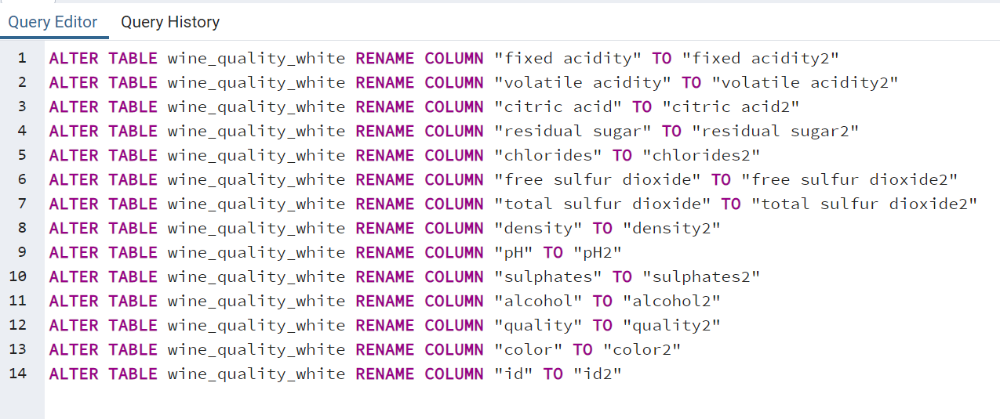 Query Editor Query History
1 ALTER TABLE wine_quality_white RENAME COLUMN "fixed acidity" TO "fixed acidity2"
2 ALTER TABLE wine_quality_white RENAME COLUMN "volatile acidity" TO "volatile acidity2"
3 ALTER TABLE wine_quality_white RENAME COLUMN "citric acid" TO "citric acid2"
4 ALTER TABLE wine_quality_white RENAME COLUMN "residual sugar" TO "residual sugar2"
5 ALTER TABLE wine_quality_white RENAME COLUMN "chlorides" TO "chlorides2"
6 ALTER TABLE wine_quality_white RENAME COLUMN "free sulfur dioxide" TO "free sulfur dioxide2"
7 ALTER TABLE wine_quality_white RENAME COLUMN "total sulfur dioxide" TO "total sulfur dioxide2"
8 ALTER TABLE wine_quality_white RENAME COLUMN "density" TO "density2"
9 ALTER TABLE wine_quality_white RENAME COLUMN "pH" TO "pH2"
10 ALTER TABLE wine_quality_white RENAME COLUMN "sulphates" TO "sulphates2"
11 ALTER TABLE wine_quality_white RENAME COLUMN "alcohol" TO "alcohol2"
12 ALTER TABLE wine_quality_white RENAME COLUMN "quality" TO "quality2"
13 ALTER TABLE wine_quality_white RENAME COLUMN "color" TO "color2"
14 ALTER TABLE wine_quality_white RENAME COLUMN "id" TO "id2"